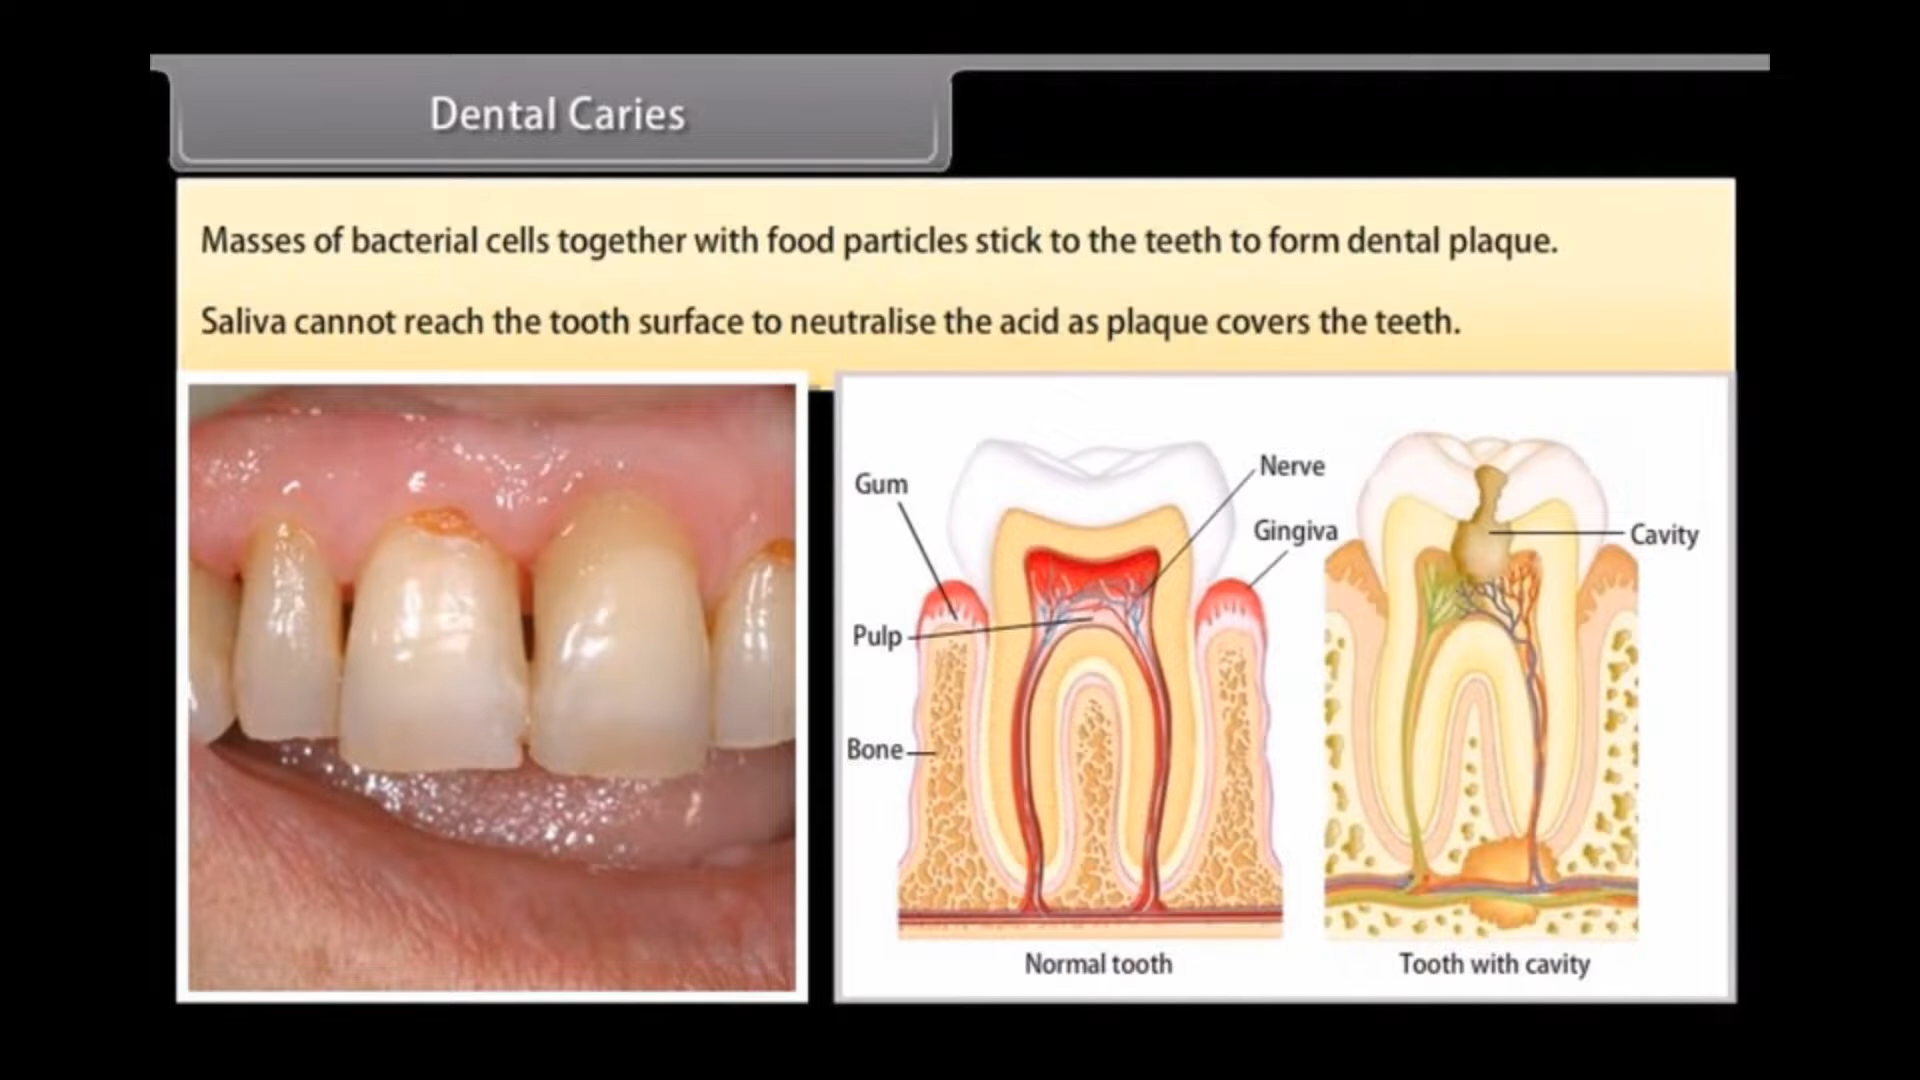 Dental Caries
Masses of bacterial cells together with food particles stick to the teeth to form dental plaque.
Saliva cannot reach the tooth surface to neutralise the acid as plaque covers the teeth.
Gum
Nerve
Gingiva
Cavity
Pulp
Bone
Normal tooth
Tooth with cavity